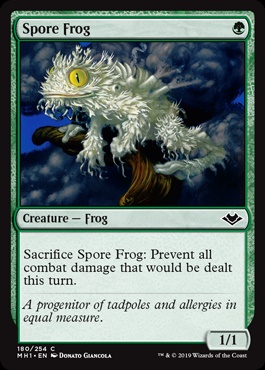 Spore Frog
Creature — Frog
Sacrifice Spore Frog: Prevent all
combat damage that would be dealt
this turn.
A progenitor of tadpoles and allergies in
equal measure.
1/1
180/254 C
MH1 • EN Donato Giancola
™ & © 2019 Wizards of the Coast